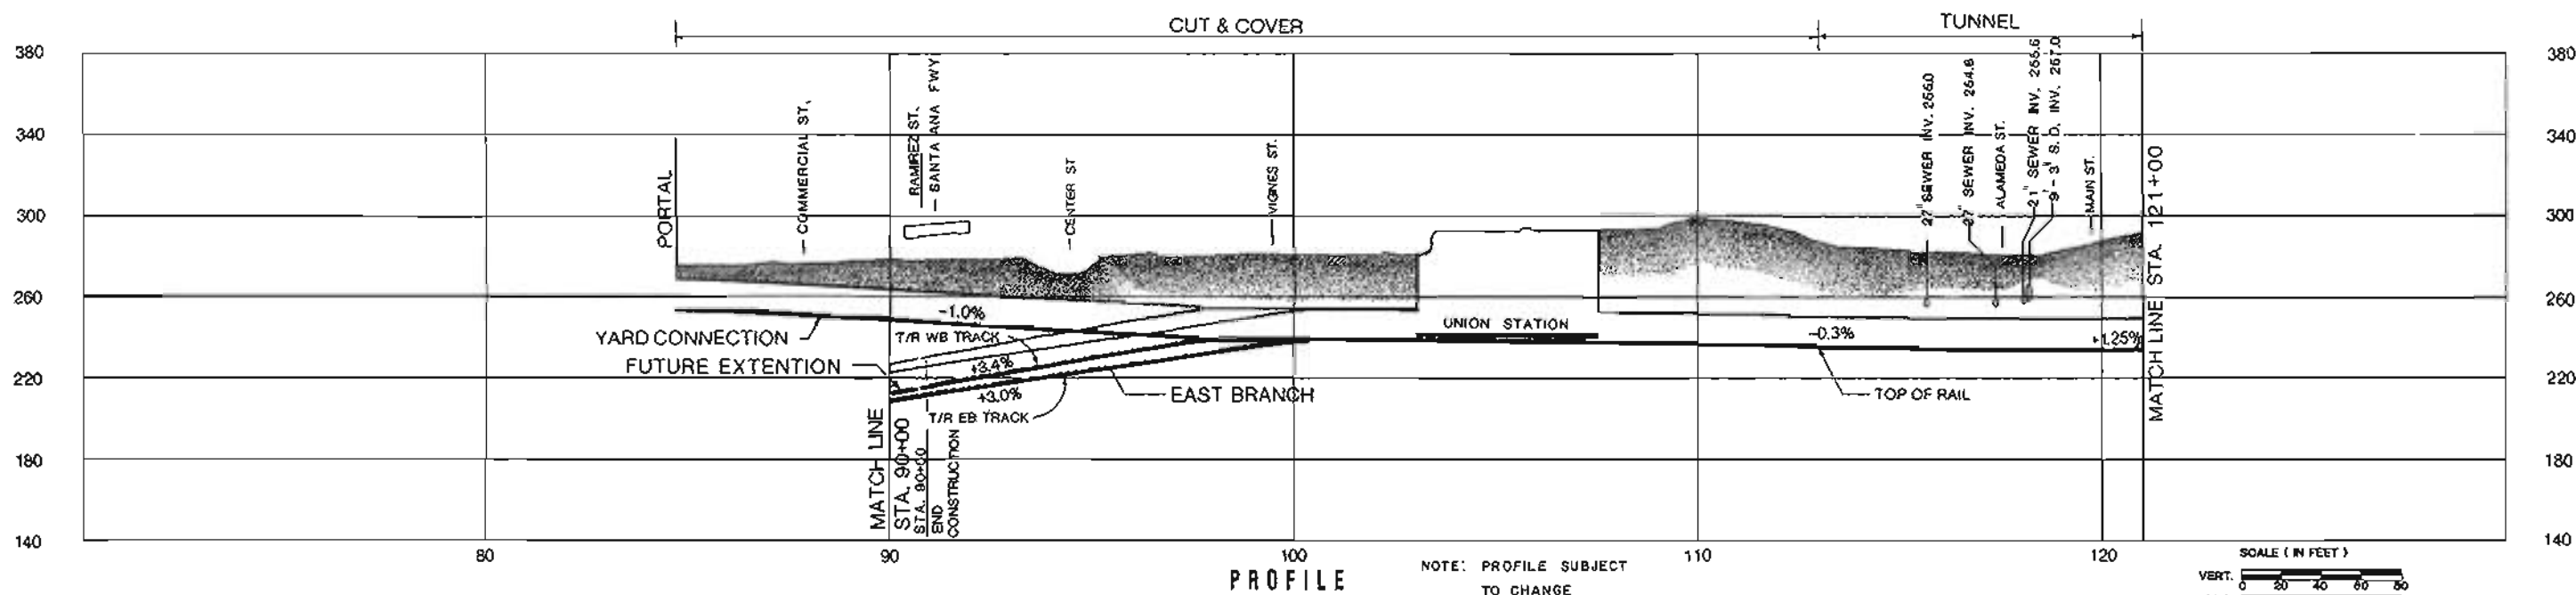 CUT & COVER
TUNNEL
380
380
340
340
300
300
260
260
220
220
180
180
140
140
PORTAL
COMMERCIAL ST.
RAMIREZ ST.
SANTA ANA FWY
CENTER ST
VIGNES ST.
27" SEWER INV. 256.0
27" SEWER INV. 254.6
ALAMEDA ST.
21" SEWER INV. 256.6
9'-3" S.D. INV. 257.0
MAIN ST.
MATCH LINE STA. 121+00
-1.0%
YARD CONNECTION
T/R WB TRACK
FUTURE EXTENTION
+3.4%
+3.0%
T/R EB TRACK
EAST BRANCH
UNION STATION
-0.3%
+1.25%
TOP OF RAIL
MATCH LINE
STA. 90+00
STA. 90+00
END
CONSTRUCTION
80
90
100
110
120
PROFILE
NOTE: PROFILE SUBJECT
TO CHANGE
SCALE ( IN FEET )
VERT.
0 20 40 60 80